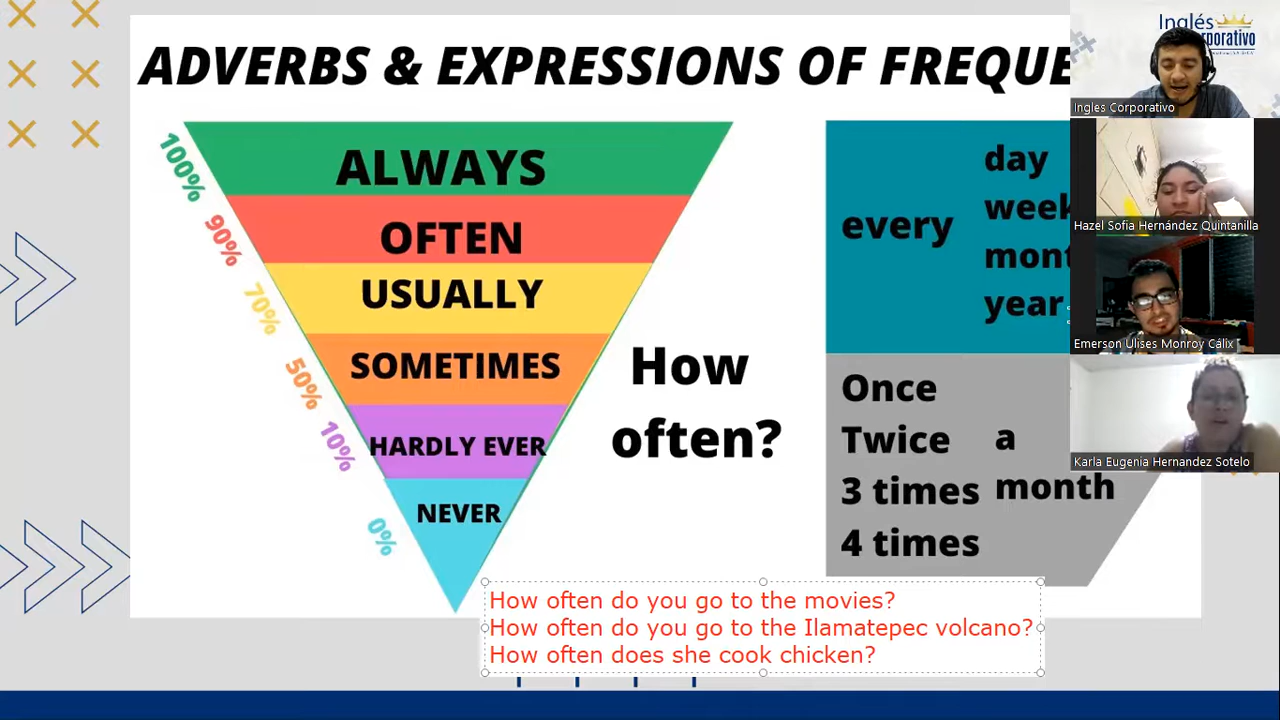 ADVERBS & EXPRESSIONS OF FREQUE
100%
ALWAYS
90%
OFTEN
70%
USUALLY
50%
SOMETIMES
10%
HARDLY EVER
0%
NEVER
How
often?
every
day
week
mont
year
Once
Twice
3 times
4 times
a
month
How often do you go to the movies?
How often do you go to the Ilamatepec volcano?
How often does she cook chicken?
Inglés
orporativo
Ingles Corporativo
Hazel Sofia Hernández Quintanilla
Emerson Ulises Monroy Cálix
Karla Eugenia Hernandez Sotelo